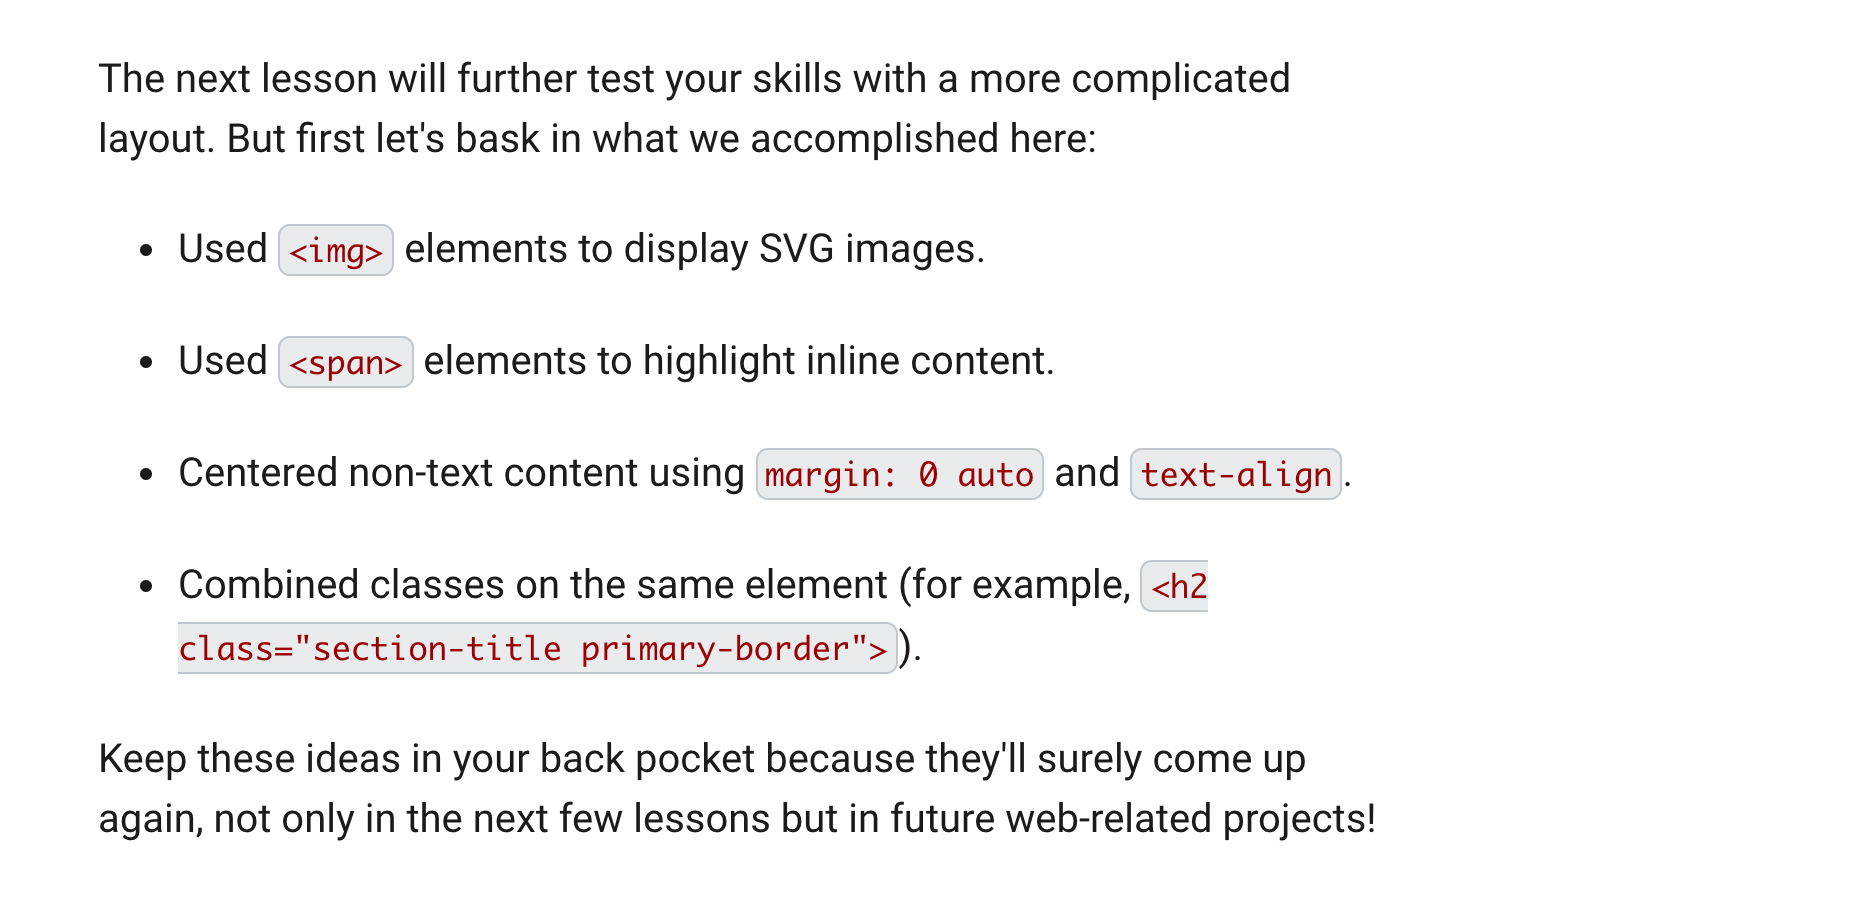 The next lesson will further test your skills with a more complicated
layout. But first let's bask in what we accomplished here:
• Used <img> elements to display SVG images.
• Used <span> elements to highlight inline content.
• Centered non-text content using margin: 0 auto and text-align.
• Combined classes on the same element (for example, <h2
class="section-title primary-border">).
Keep these ideas in your back pocket because they'll surely come up
again, not only in the next few lessons but in future web-related projects!